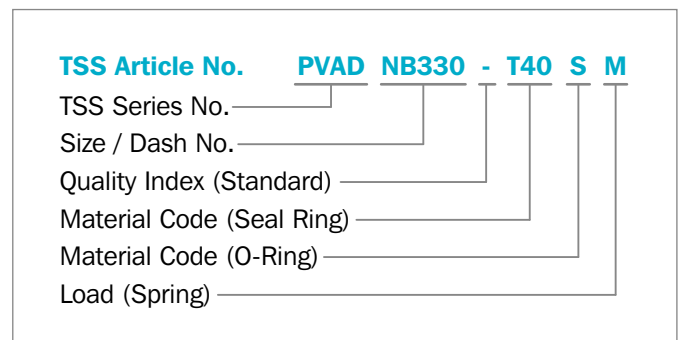 TSS Article No. PVAD NB330 - T40 S M
TSS Series No.
Size / Dash No.
Quality Index (Standard)
Material Code (Seal Ring)
Material Code (O-Ring)
Load (Spring)